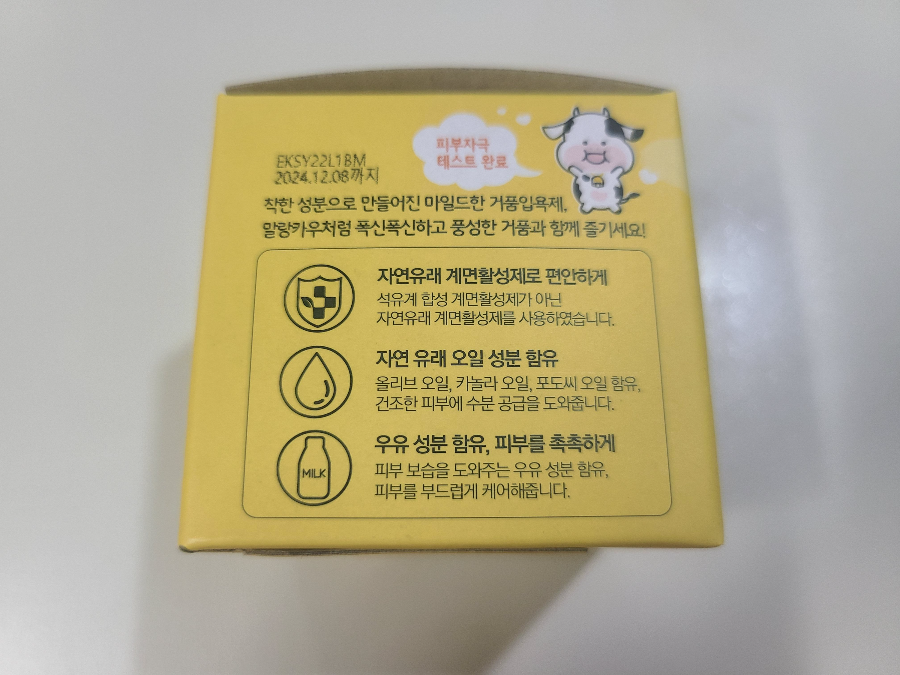 피부자극
테스트 완료
EKSY22L1BM
2024.12.08까지
착한 성분으로 만들어진 마일드한 거품입욕제,
말랑카우처럼 폭신폭신하고 풍성한 거품과 함께 즐기세요!
자연유래 계면활성제로 편안하게
석유계 합성 계면활성제가 아닌
자연유래 계면활성제를 사용하였습니다.
자연 유래 오일 성분 함유
올리브 오일, 카놀라 오일, 포도씨 오일 함유,
건조한 피부에 수분 공급을 도와줍니다.
우유 성분 함유, 피부를 촉촉하게
MILK
피부 보습을 도와주는 우유 성분 함유,
피부를 부드럽게 케어해줍니다.